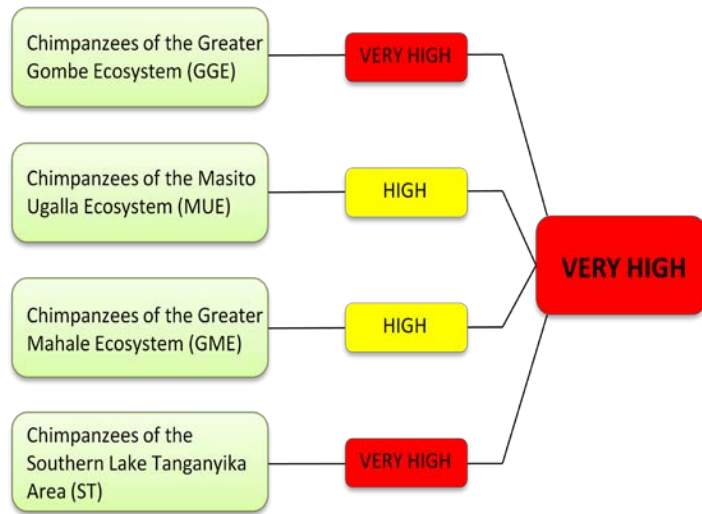 Chimpanzees of the Greater
Gombe Ecosystem (GGE)
VERY HIGH
Chimpanzees of the Masito
Ugalla Ecosystem (MUE)
HIGH
VERY HIGH
Chimpanzees of the Greater
Mahale Ecosystem (GME)
HIGH
Chimpanzees of the
Southern Lake Tanganyika
Area (ST)
VERY HIGH